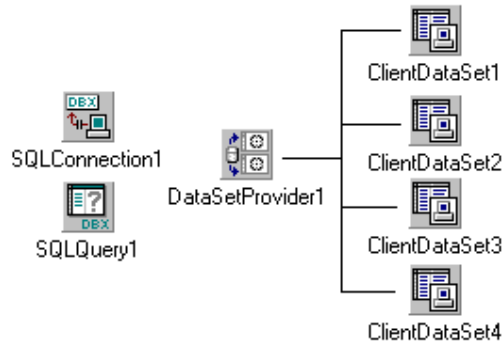 DBX
SQLConnection1
?
DBX
SQLQuery1
DataSetProvider1
ClientDataSet1
ClientDataSet2
ClientDataSet3
ClientDataSet4